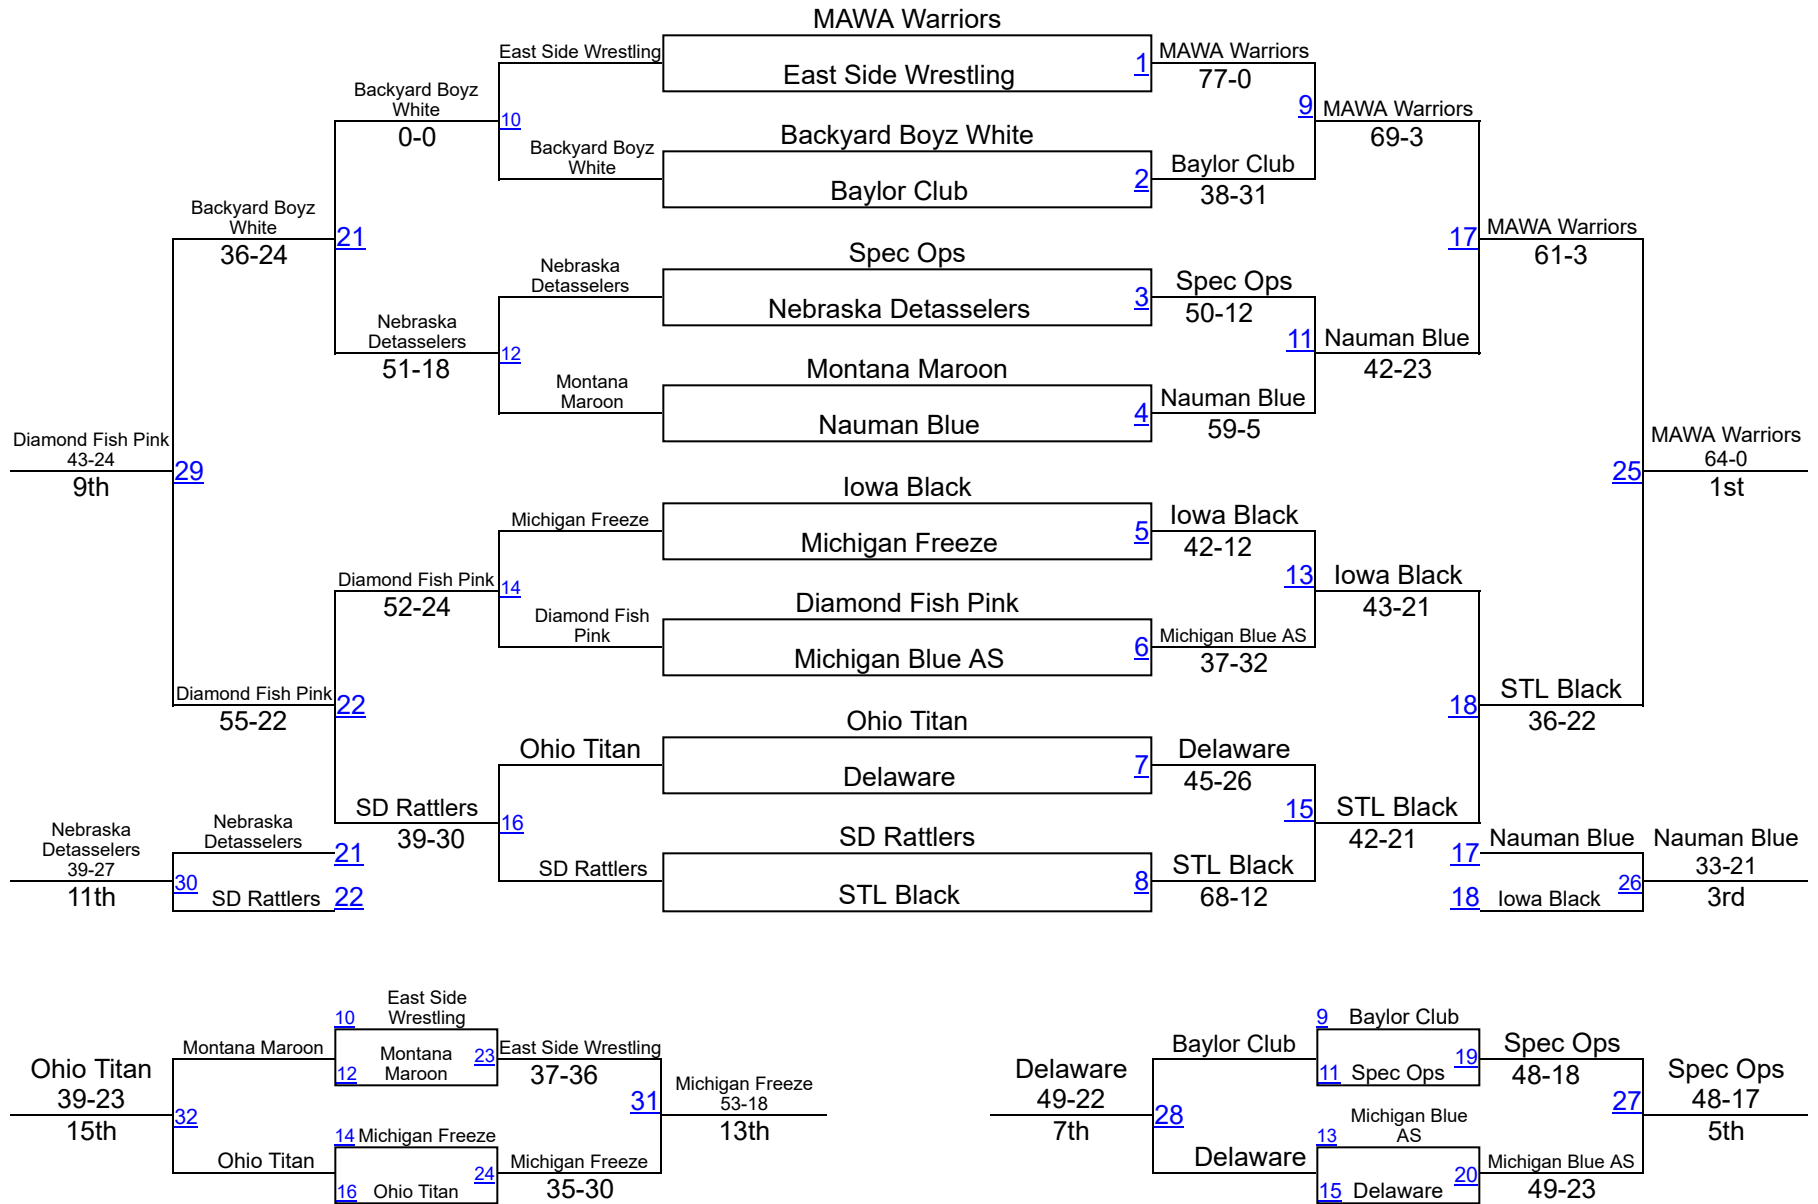 MAWA Warriors
East Side Wrestling
1
MAWA Warriors
77-0
East Side Wrestling
Backyard Boyz
White
0-0
10
9
MAWA Warriors
69-3
Backyard Boyz White
Backyard Boyz
White
Baylor Club
2
Baylor Club
38-31
Backyard Boyz
White
36-24
21
17
MAWA Warriors
61-3
Spec Ops
Nebraska
Detasselers
Nebraska Detasselers
3
Spec Ops
50-12
Nebraska
Detasselers
51-18
12
11
Nauman Blue
42-23
Montana Maroon
Montana
Maroon
Nauman Blue
4
Nauman Blue
59-5
Diamond Fish Pink
43-24
9th
29
25
MAWA Warriors
64-0
1st
Iowa Black
Michigan Freeze
Michigan Freeze
5
Iowa Black
42-12
Diamond Fish Pink
52-24
14
13
Iowa Black
43-21
Diamond Fish Pink
Diamond Fish
Pink
Michigan Blue AS
6
Michigan Blue AS
37-32
Diamond Fish Pink
55-22
22
18
STL Black
36-22
Ohio Titan
Ohio Titan
Delaware
7
Delaware
45-26
SD Rattlers
39-30
16
15
STL Black
42-21
SD Rattlers
SD Rattlers
STL Black
8
STL Black
68-12
Nebraska
Detasselers
39-27
11th
30
Nebraska
Detasselers
21
SD Rattlers
22
17
Nauman Blue
18
Iowa Black
26
Nauman Blue
33-21
3rd
Ohio Titan
39-23
15th
32
Montana Maroon
Ohio Titan
10
East Side
Wrestling
12
Montana
Maroon
23
East Side Wrestling
37-36
14
Michigan Freeze
16
Ohio Titan
24
Michigan Freeze
35-30
31
Michigan Freeze
53-18
13th
Delaware
49-22
7th
28
Baylor Club
Delaware
9
Baylor Club
11
Spec Ops
19
Spec Ops
48-18
13
Michigan Blue
AS
15
Delaware
20
Michigan Blue AS
49-23
27
Spec Ops
48-17
5th